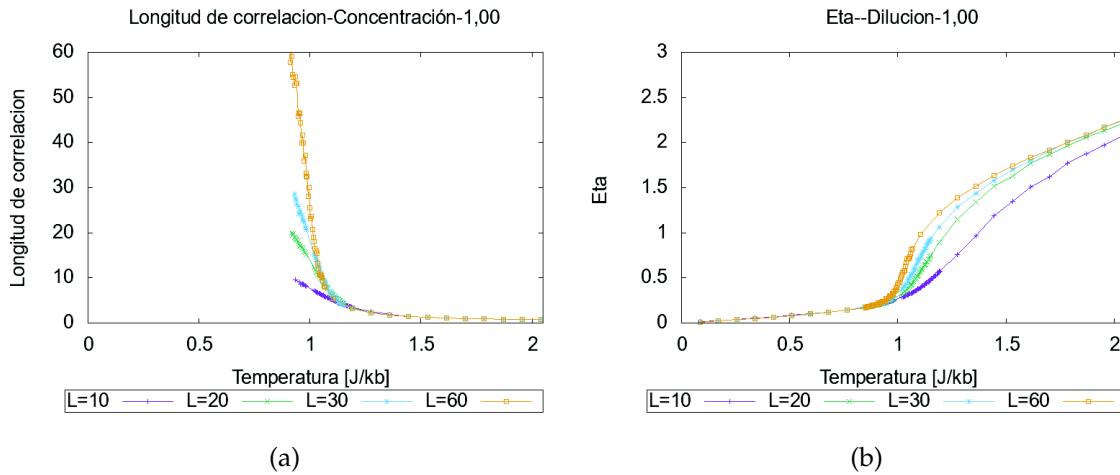 Longitud de correlacion-Concentración-1,00
60
50
40
30
20
10
0
Longitud de correlacion
0 0.5 1 1.5 2
Temperatura [J/kb]
L=10 L=20 L=30 L=60
(a)
Eta--Dilucion-1,00
3
2.5
2
1.5
1
0.5
0
Eta
0 0.5 1 1.5 2
Temperatura [J/kb]
L=10 L=20 L=30 L=60
(b)